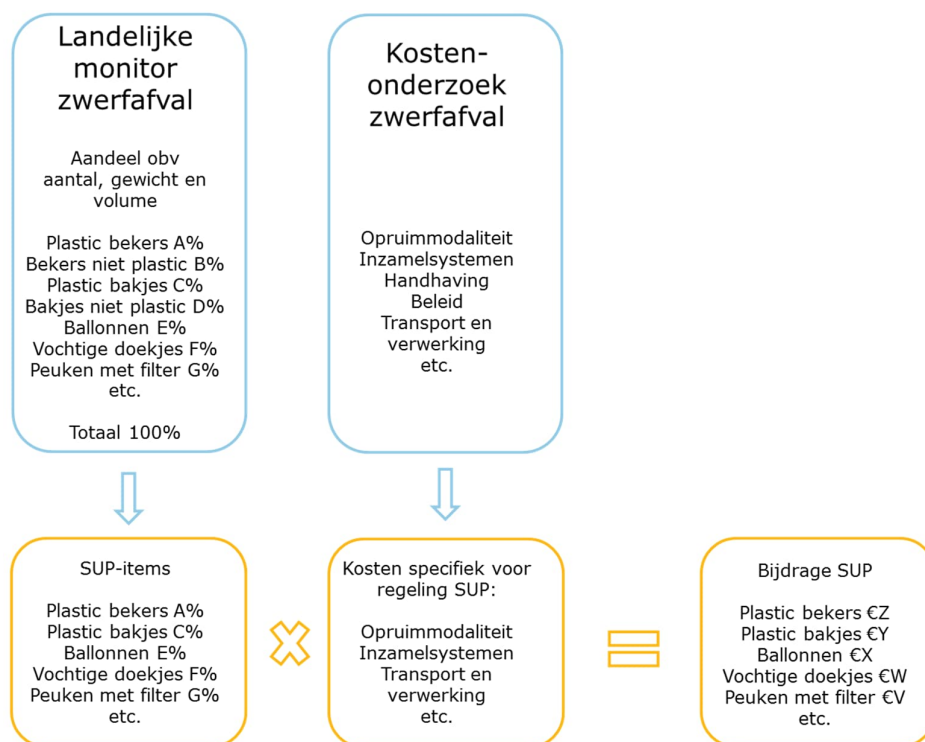 Landelijke
monitor
zwerfafval
Aandeel obv
aantal, gewicht en
volume
Plastic bekers A%
Bekers niet plastic B%
Plastic bakjes C%
Bakjes niet plastic D%
Ballonnen E%
Vochtige doekjes F%
Peuken met filter G%
etc.
Totaal 100%
Kosten-
onderzoek
zwerfafval
Opruimmodaliteit
Inzamelsystemen
Handhaving
Beleid
Transport en
verwerking
etc.
SUP-items
Plastic bekers A%
Plastic bakjes C%
Ballonnen E%
Vochtige doekjes F%
Peuken met filter G%
etc.
Kosten specifiek voor
regeling SUP:
Opruimmodaliteit
Inzamelsystemen
Transport en
verwerking
etc.
Bijdrage SUP
Plastic bekers €Z
Plastic bakjes €Y
Ballonnen €X
Vochtige doekjes €W
Peuken met filter €V
etc.